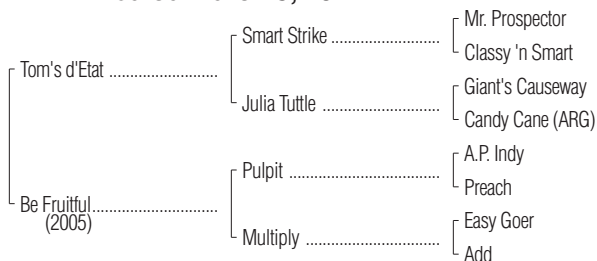 Mr. Prospector
Smart Strike ..............................
Classy 'n Smart
Tom's d'Etat .............................
Giant's Causeway
Julia Tuttle ...................................
Candy Cane (ARG)
A.P. Indy
Pulpit .........................................
Preach
Be Fruitful.................................
(2005)
Easy Goer
Multiply .....................................
Add